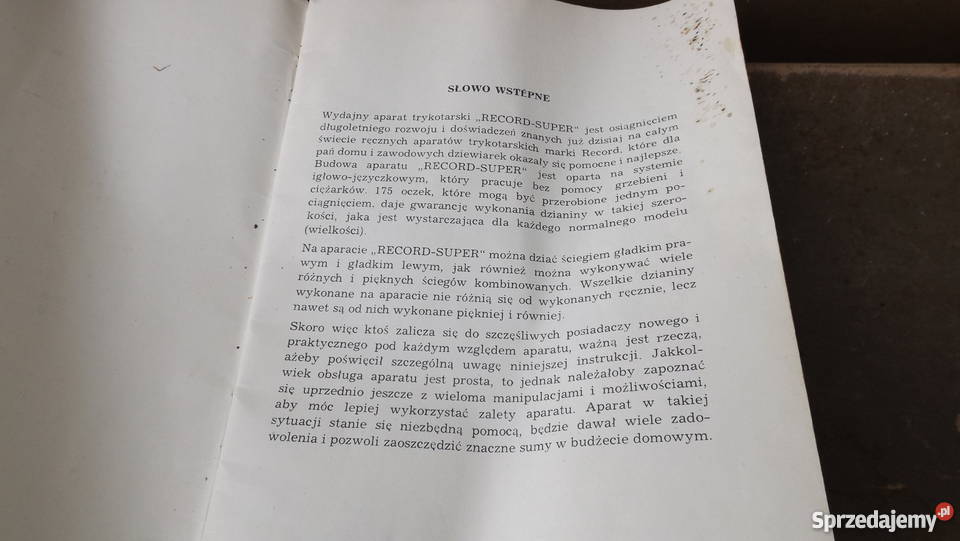 SŁOWO WSTĘPNE
Wydajny aparat trykotarski „RECORD-SUPER" jest osiągnięciem
długoletniego rozwoju i doświadczeń znanych już dzisiaj na całym
świecie ręcznych aparatów trykotarskich marki Record, które dla
pań domu i zawodowych dziewiarek okazały się pomocne i najlepsze.
Budowa aparatu „RECORD-SUPER" jest oparta na systemie
igłowo-języczkowym, który pracuje bez pomocy grzebieni i
ciężarków. 175 oczek, które mogą być przerobione jednym po-
ciągnięciem, daje gwarancję wykonania dzianiny w takiej szero-
kości, jaka jest wystarczająca dla każdego normalnego modelu
(wielkości).
Na aparacie „RECORD-SUPER" można dziać ściegiem gładkim pra-
wym i gładkim lewym, jak również można wykonywać wiele
różnych i pięknych ściegów kombinowanych. Wszelkie dzianiny
wykonane na aparacie nie różnią się od wykonanych ręcznie, lecz
nawet są od nich wykonane piękniej i równiej.
Skoro więc ktoś zalicza się do szczęśliwych posiadaczy nowego i
praktycznego pod każdym względem aparatu, ważną jest rzeczą,
ażeby poświęcił szczególną uwagę niniejszej instrukcji. Jakkol-
wiek obsługa aparatu jest prosta, to jednak należałoby zapoznać
się uprzednio jeszcze z wieloma manipulacjami i możliwościami,
aby móc lepiej wykorzystać zalety aparatu. Aparat w takiej
sytuacji stanie się niezbędną pomocą, będzie dawał wiele zado-
wolenia i pozwoli zaoszczędzić znaczne sumy w budżecie domowym.
Sprzedajemy.pl